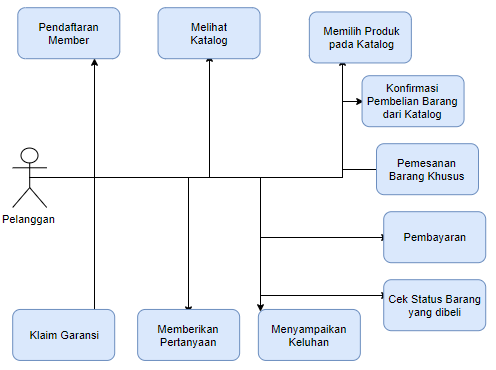 Pendaftaran
Member
Melihat
Katalog
Memilih Produk
pada Katalog
Konfirmasi
Pembelian Barang
dari Katalog
Pemesanan
Barang Khusus
Pelanggan
Pembayaran
Cek Status Barang
yang dibeli
Klaim Garansi
Memberikan
Pertanyaan
Menyampaikan
Keluhan